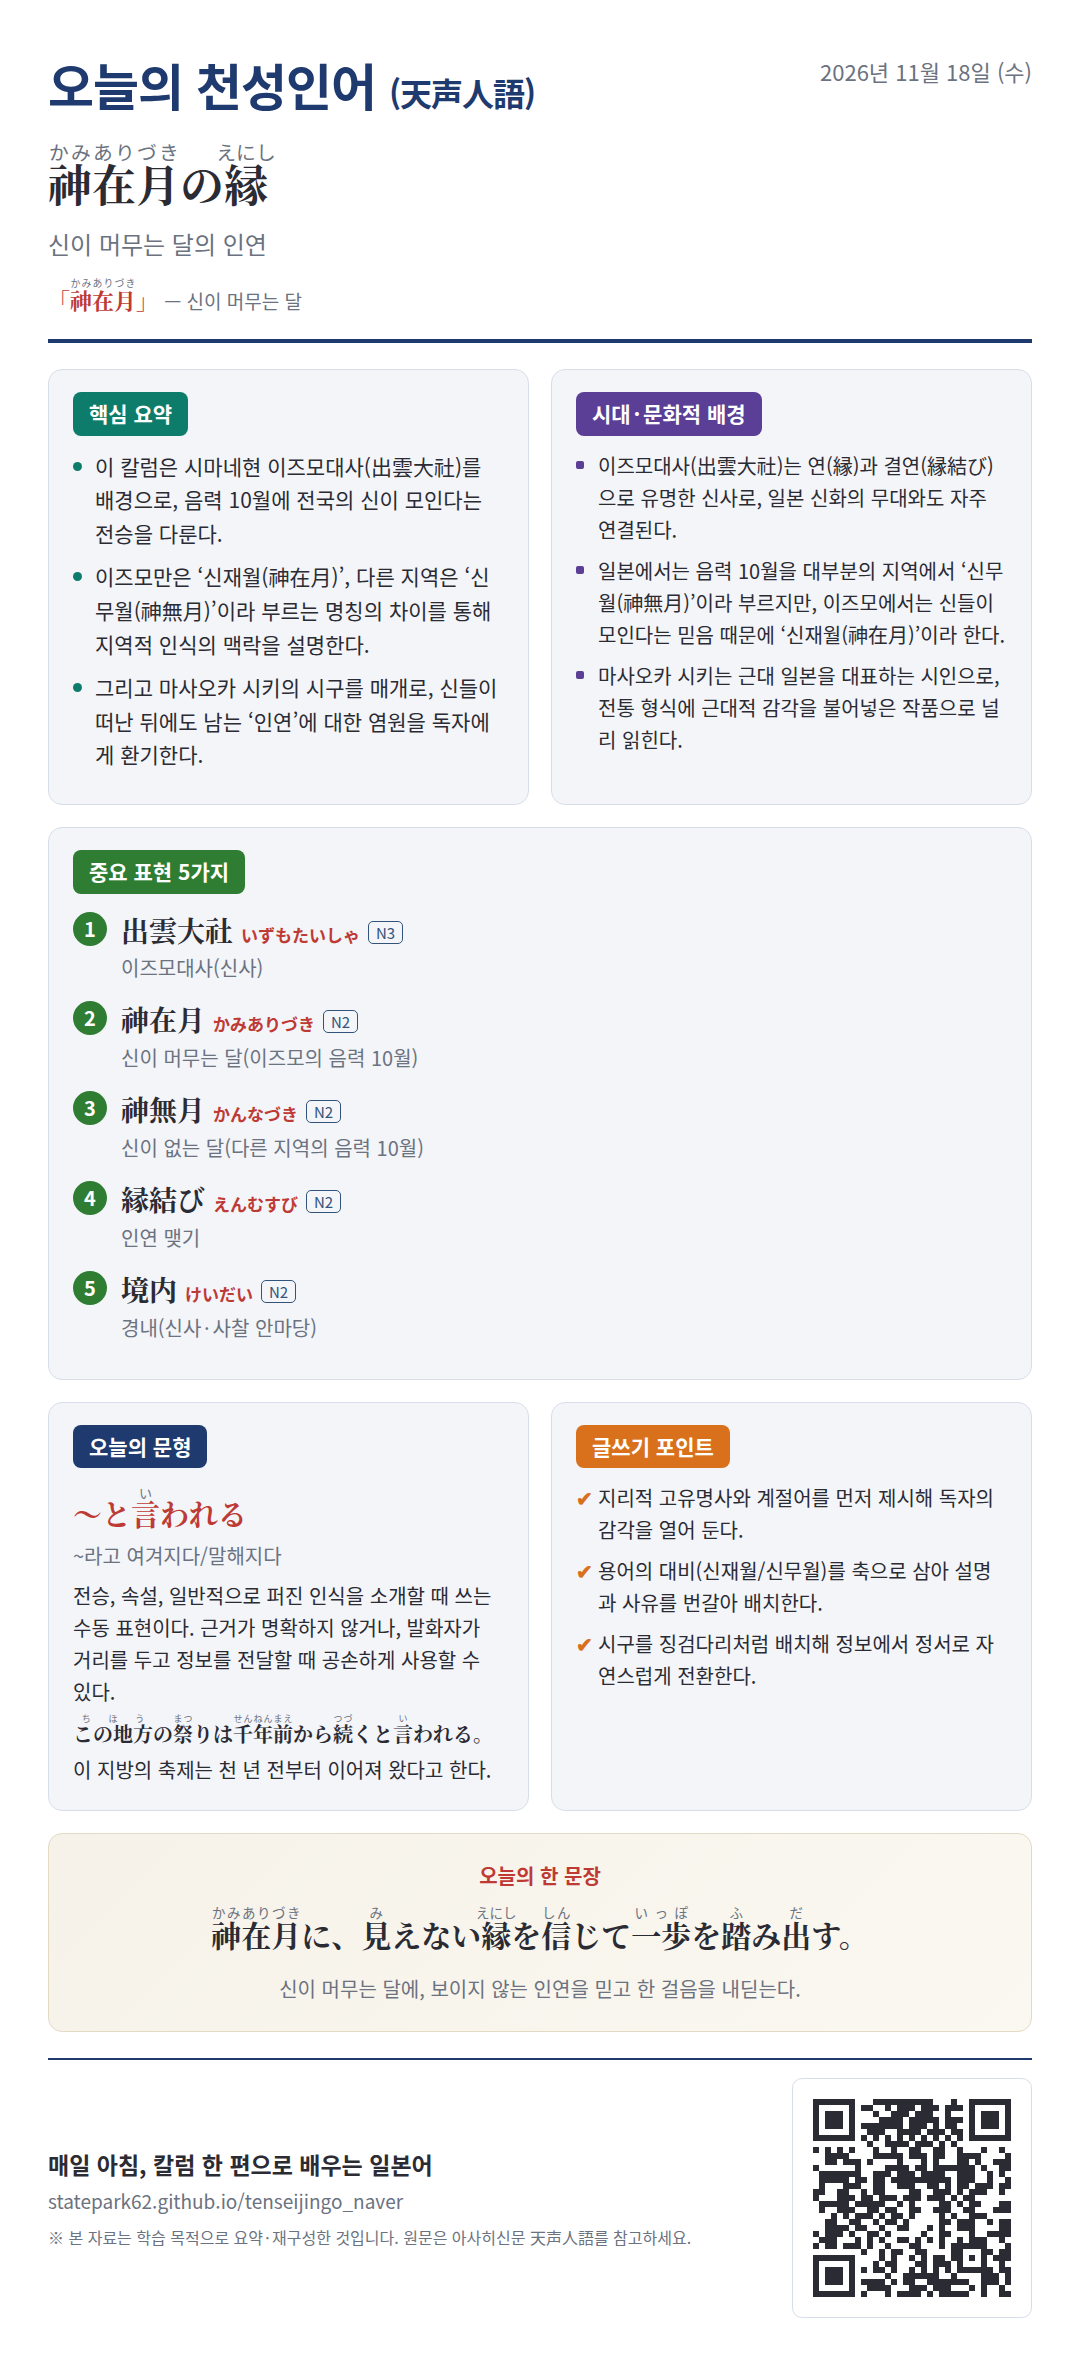 오늘의 천성인어 (天声人語)
2026년 11월 18일 (수)
かみありづき えにし
神在月の縁
신이 머무는 달의 인연
かみありづき
「神在月」 — 신이 머무는 달
핵심 요약
이 칼럼은 시마네현 이즈모대사(出雲大社)를
배경으로, 음력 10월에 전국의 신이 모인다는
전승을 다룬다.
이즈모만은 ‘신재월(神在月)’, 다른 지역은 ‘신
무월(神無月)’이라 부르는 명칭의 차이를 통해
지역적 인식의 맥락을 설명한다.
그리고 마사오카 시키의 시구를 매개로, 신들이
떠난 뒤에도 남는 ‘인연’에 대한 염원을 독자에
게 환기한다.
시대·문화적 배경
이즈모대사(出雲大社)는 연(縁)과 결연(縁結び)
으로 유명한 신사로, 일본 신화의 무대와도 자주
연결된다.
일본에서는 음력 10월을 대부분의 지역에서 ‘신무
월(神無月)’이라 부르지만, 이즈모에서는 신들이
모인다는 믿음 때문에 ‘신재월(神在月)’이라 한다.
마사오카 시키는 근대 일본을 대표하는 시인으로,
전통 형식에 근대적 감각을 불어넣은 작품으로 널
리 읽힌다.
중요 표현 5가지
1 出雲大社 いずもたいしゃ N3
이즈모대사(신사)
2 神在月 かみありづき N2
신이 머무는 달(이즈모의 음력 10월)
3 神無月 かんなづき N2
신이 없는 달(다른 지역의 음력 10월)
4 縁結び えんむすび N2
인연 맺기
5 境内 けいだい N2
경내(신사·사찰 안마당)
오늘의 문형
い
〜と言われる
~라고 여겨지다/말해지다
전승, 속설, 일반적으로 퍼진 인식을 소개할 때 쓰는
수동 표현이다. 근거가 명확하지 않거나, 발화자가
거리를 두고 정보를 전달할 때 공손하게 사용할 수
있다.
ちほう まつ せんねんまえ つづ い
この地方の祭りは千年前から続くと言われる。
이 지방의 축제는 천 년 전부터 이어져 왔다고 한다.
글쓰기 포인트
✔ 지리적 고유명사와 계절어를 먼저 제시해 독자의
감각을 열어 둔다.
✔ 용어의 대비(신재월/신무월)를 축으로 삼아 설명
과 사유를 번갈아 배치한다.
✔ 시구를 징검다리처럼 배치해 정보에서 정서로 자
연스럽게 전환한다.
오늘의 한 문장
かみありづき み えにし しん いっぽ ふ だ
神在月に、見えない縁を信じて一歩を踏み出す。
신이 머무는 달에, 보이지 않는 인연을 믿고 한 걸음을 내딛는다.
매일 아침, 칼럼 한 편으로 배우는 일본어
statepark62.github.io/tenseijingo_naver
※ 본 자료는 학습 목적으로 요약·재구성한 것입니다. 원문은 아사히신문 天声人語를 참고하세요.